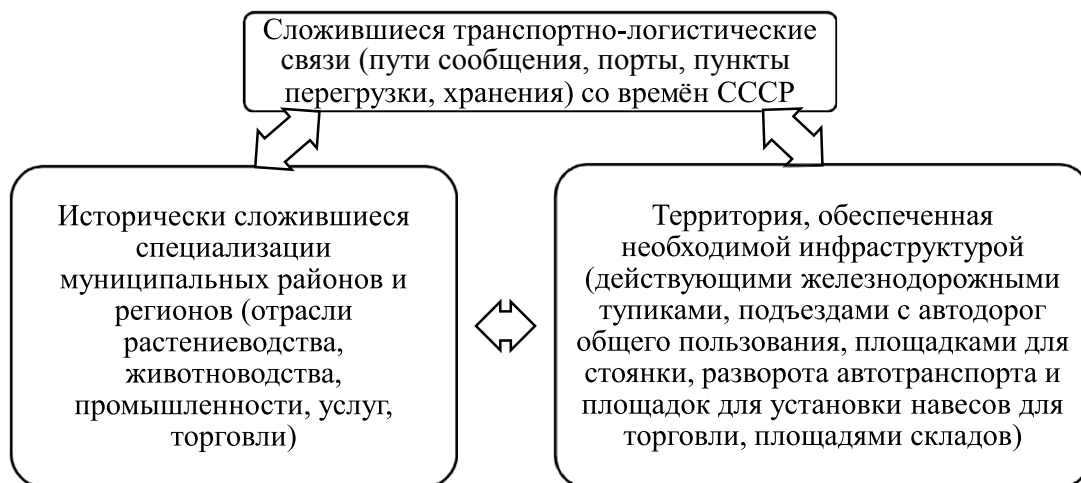 Сложившиеся транспортно-логистические
связи (пути сообщения, порты, пункты
перегрузки, хранения) со времён СССР
Исторически сложившиеся
специализации
муниципальных районов и
регионов (отрасли
растениеводства,
животноводства,
промышленности, услуг,
торговли)
Территория, обеспеченная
необходимой инфраструктурой
(действующими железнодорожными
тупиками, подъездами с автодорог
общего пользования, площадками для
стоянки, разворота автотранспорта и
площадок для установки навесов для
торговли, площадями складов)